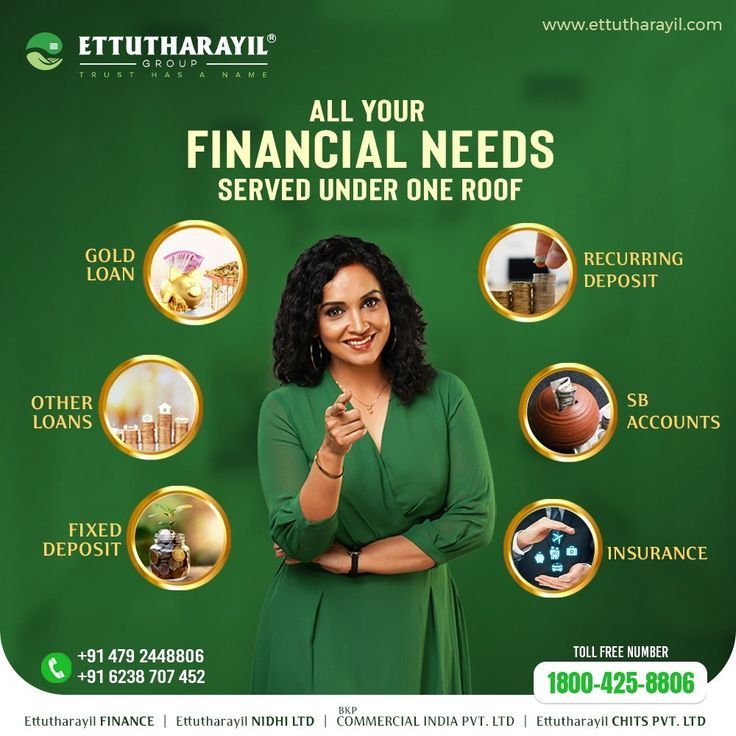 ETTUTHARAYIL®
GROUP
TRUST HAS A NAME
www.ettutharayil.com
ALL YOUR
FINANCIAL NEEDS
SERVED UNDER ONE ROOF
GOLD
LOAN
RECURRING
DEPOSIT
OTHER
LOANS
SB
ACCOUNTS
FIXED
DEPOSIT
INSURANCE
+91 479 2448806
+91 6238 707 452
TOLL FREE NUMBER
1800-425-8806
Ettutharayil FINANCE | Ettutharayil NIDHI LTD | BKP COMMERCIAL INDIA PVT. LTD | Ettutharayil CHITS PVT. LTD